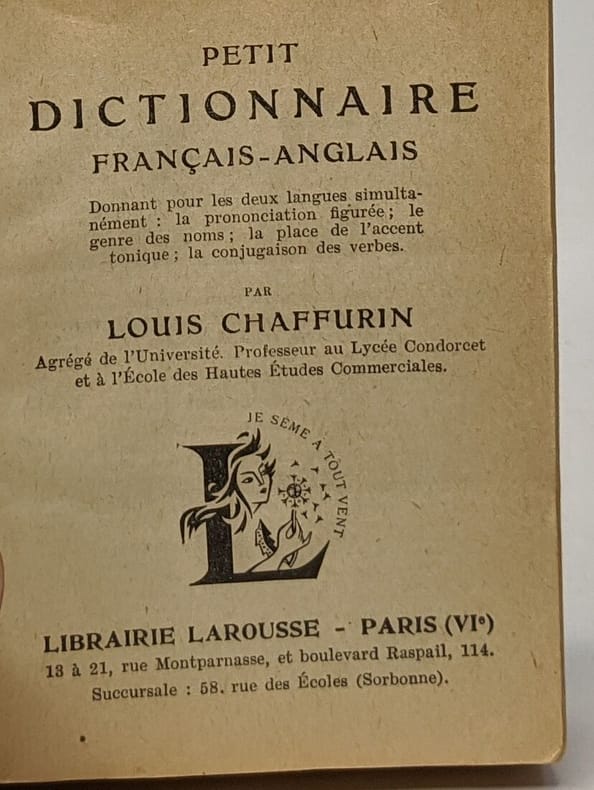 PETIT
DICTIONNAIRE
FRANÇAIS-ANGLAIS
Donnant pour les deux langues simulta-
nément : la prononciation figurée ; le
genre des noms ; la place de l'accent
tonique ; la conjugaison des verbes.
PAR
LOUIS CHAFFURIN
Agrégé de l'Université. Professeur au Lycée Condorcet
et à l'École des Hautes Études Commerciales.
JE SÈME À TOUT VENT
L
LIBRAIRIE LAROUSSE - PARIS (VIe)
13 à 21, rue Montparnasse, et boulevard Raspail, 114.
Succursale : 58. rue des Écoles (Sorbonne).